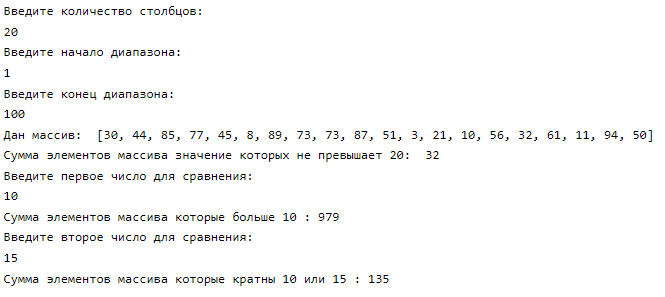 Введите количество столбцов:
20
Введите начало диапазона:
1
Введите конец диапазона:
100
Дан массив:  [30, 44, 85, 77, 45, 8, 89, 73, 73, 87, 51, 3, 21, 10, 56, 32, 61, 11, 94, 50]
Сумма элементов массива значение которых не превышает 20:  32
Введите первое число для сравнения:
10
Сумма элементов массива которые больше 10 : 979
Введите второе число для сравнения:
15
Сумма элементов массива которые кратны 10 или 15 : 135